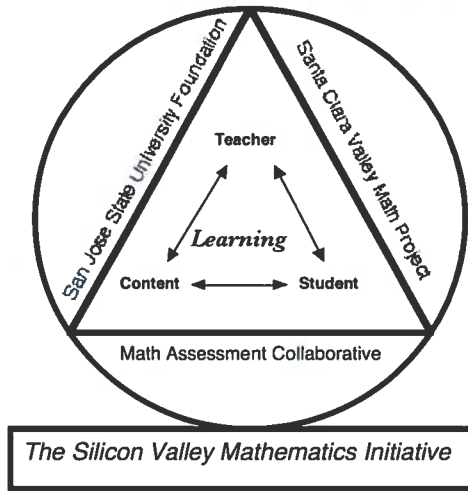 San Jose State University Foundation
Santa Clara Valley Math Project
Teacher
Learning
Content
Student
Math Assessment Collaborative
The Silicon Valley Mathematics Initiative